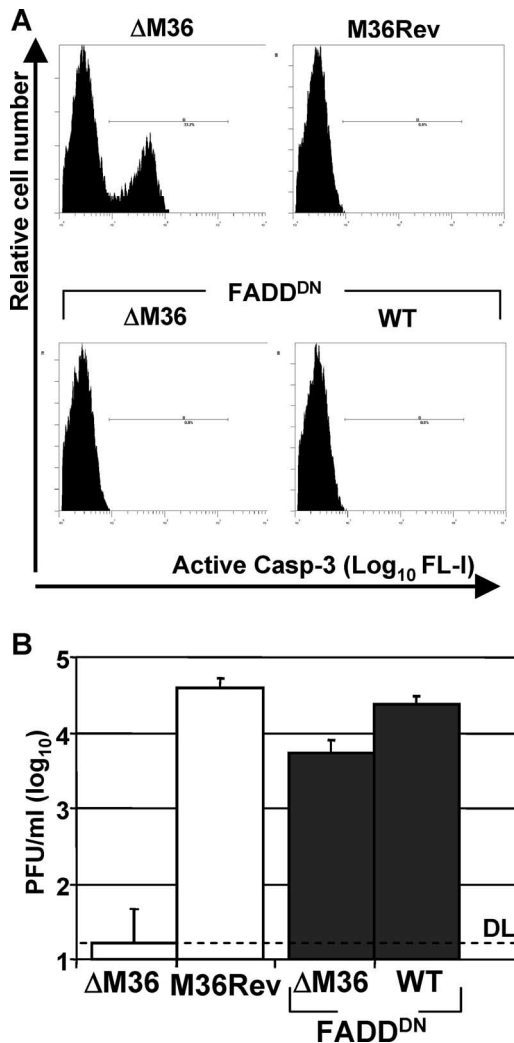 A
ΔM36
M36Rev
Relative cell number
FADDᴰᴺ
ΔM36
WT
Active Casp-3 (Log₁₀ FL-I)
B
PFU/ml (log₁₀)
5
4
3
2
1
DL
ΔM36
M36Rev
ΔM36
WT
FADDᴰᴺ